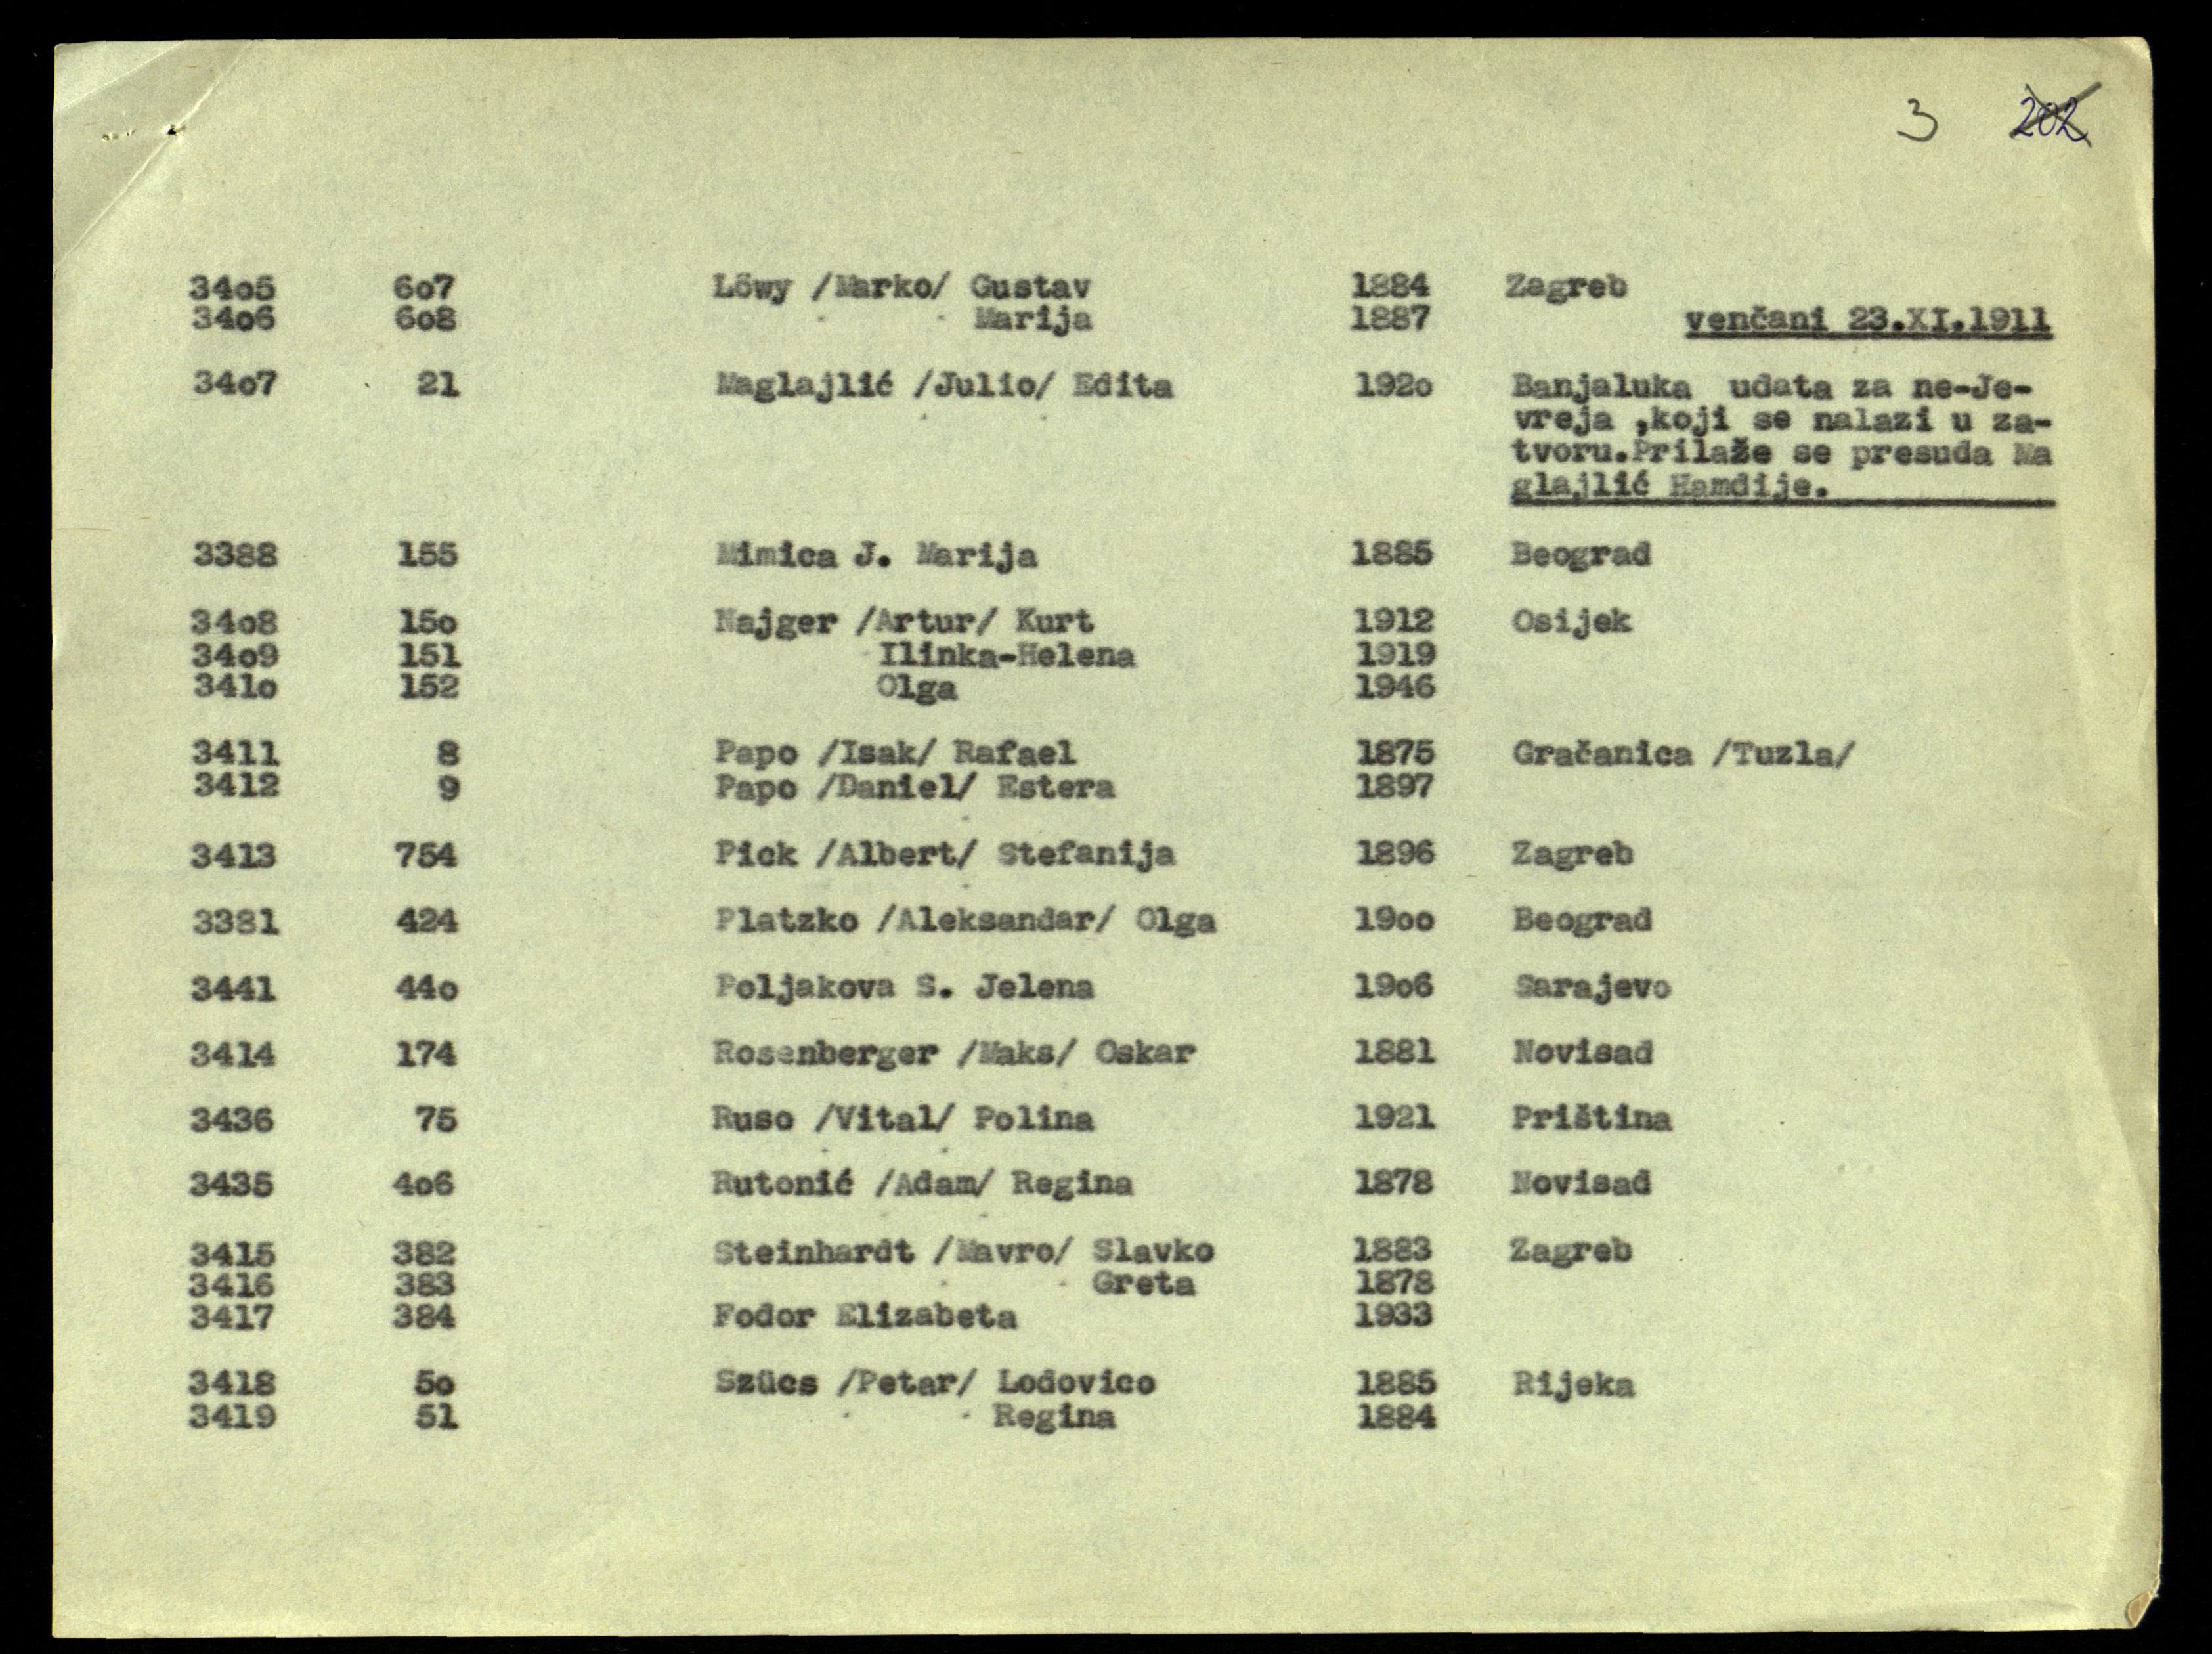 3 202
3405 607 Löwy /Marko/ Gustav 1884 Zagreb
3406 608 Marija 1887 venčani 23.XI.1911
3407 21 Maglajlić /Julio/ Edita 1920 Banjaluka udata za ne-Je-
vreja ,koji se nalazi u za-
tvoru.Prilaže se presuda Ma
glajlić Hamdije.
3388 155 Mimica J. Marija 1885 Beograd
3408 150 Najger /Artur/ Kurt 1912 Osijek
3409 151 Ilinka-Helena 1919
3410 152 Olga 1946
3411 8 Papo /Isak/ Rafael 1875 Gračanica /Tuzla/
3412 9 Papo /Daniel/ Estera 1897
3413 754 Pick /Albert/ Stefanija 1896 Zagreb
3381 424 Platzko /Aleksandar/ Olga 1900 Beograd
3441 440 Poljakova S. Jelena 1906 Sarajevo
3414 174 Rosenberger /Maks/ Oskar 1881 Novisad
3436 75 Ruso /Vital/ Polina 1921 Priština
3435 406 Rutonić /Adam/ Regina 1878 Novisad
3415 382 Steinhardt /Mavro/ Slavko 1883 Zagreb
3416 383 Greta 1878
3417 384 Fodor Elizabeta 1933
3418 50 Szücs /Petar/ Lodovico 1885 Rijeka
3419 51 Regina 1884